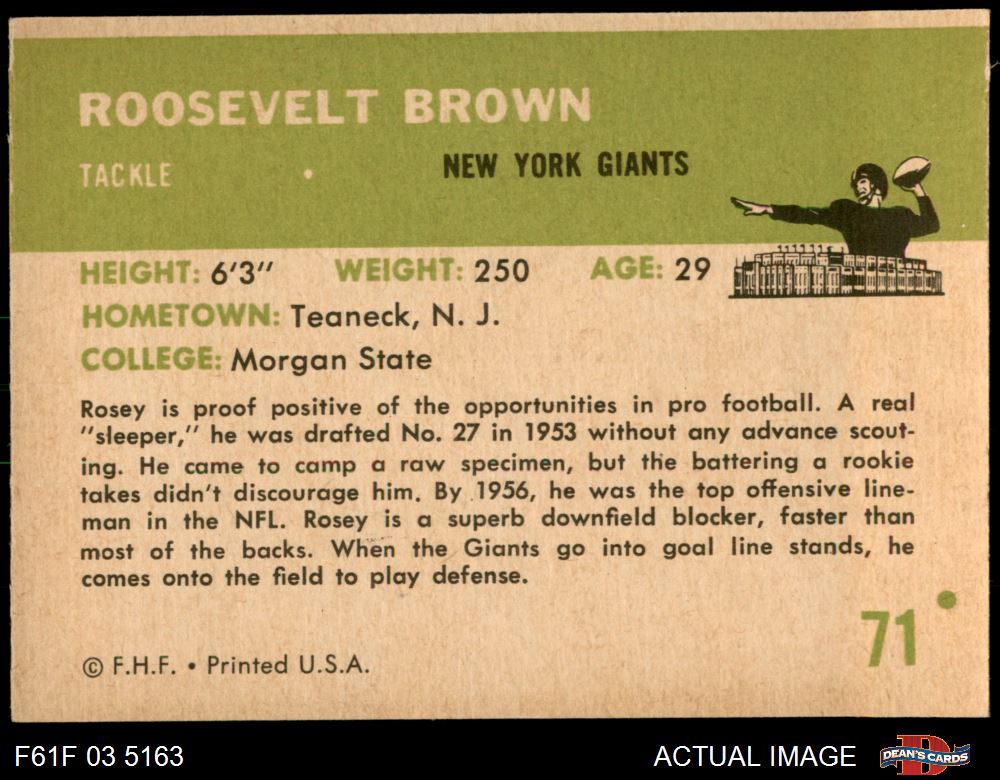 ROOSEVELT BROWN
TACKLE • NEW YORK GIANTS
HEIGHT: 6'3" WEIGHT: 250 AGE: 29
HOMETOWN: Teaneck, N. J.
COLLEGE: Morgan State
Rosey is proof positive of the opportunities in pro football. A real
"sleeper," he was drafted No. 27 in 1953 without any advance scout-
ing. He came to camp a raw specimen, but the battering a rookie
takes didn't discourage him. By 1956, he was the top offensive line-
man in the NFL. Rosey is a superb downfield blocker, faster than
most of the backs. When the Giants go into goal line stands, he
comes onto the field to play defense.
71
© F.H.F. • Printed U.S.A.
F61F 03 5163 ACTUAL IMAGE DEAN'S CARDS